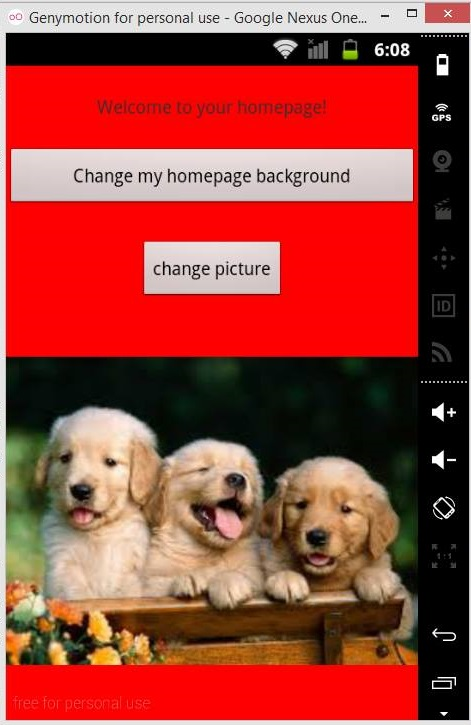 Genymotion for personal use - Google Nexus One...
6:08
GPS
Welcome to your homepage!
Change my homepage background
change picture
ID
1:1
free for personal use